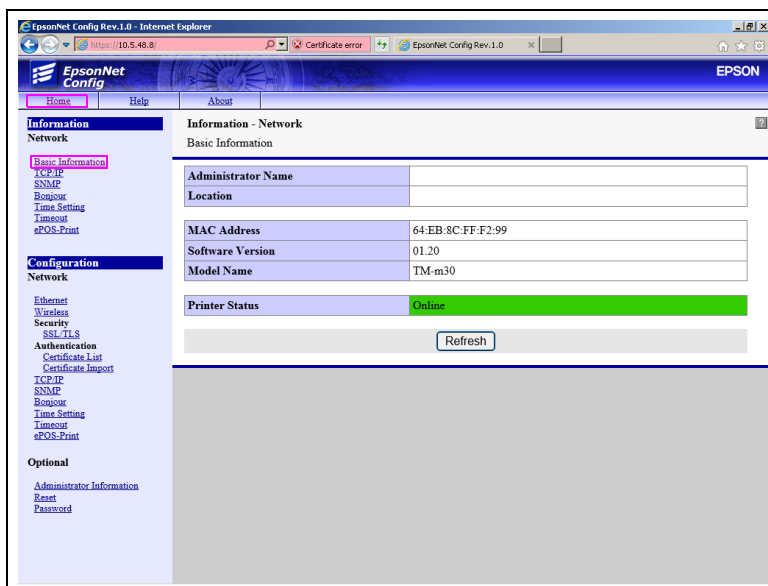 EpsonNet Config Rev.1.0 - Internet Explorer
https://10.5.48.8/
Certificate error
EpsonNet Config Rev.1.0
EpsonNet
Config
EPSON
Home
Help
About
Information
Network
Basic Information
TCP/IP
SNMP
Bonjour
Time Setting
Timeout
ePOS-Print
Configuration
Network
Ethernet
Wireless
Security
SSL/TLS
Authentication
Certificate List
Certificate Import
TCP/IP
SNMP
Bonjour
Time Setting
Timeout
ePOS-Print
Optional
Administrator Information
Reset
Password
Information - Network
?
Basic Information
Administrator Name
Location
MAC Address 64:EB:8C:FF:F2:99
Software Version 01.20
Model Name TM-m30
Printer Status Online
Refresh